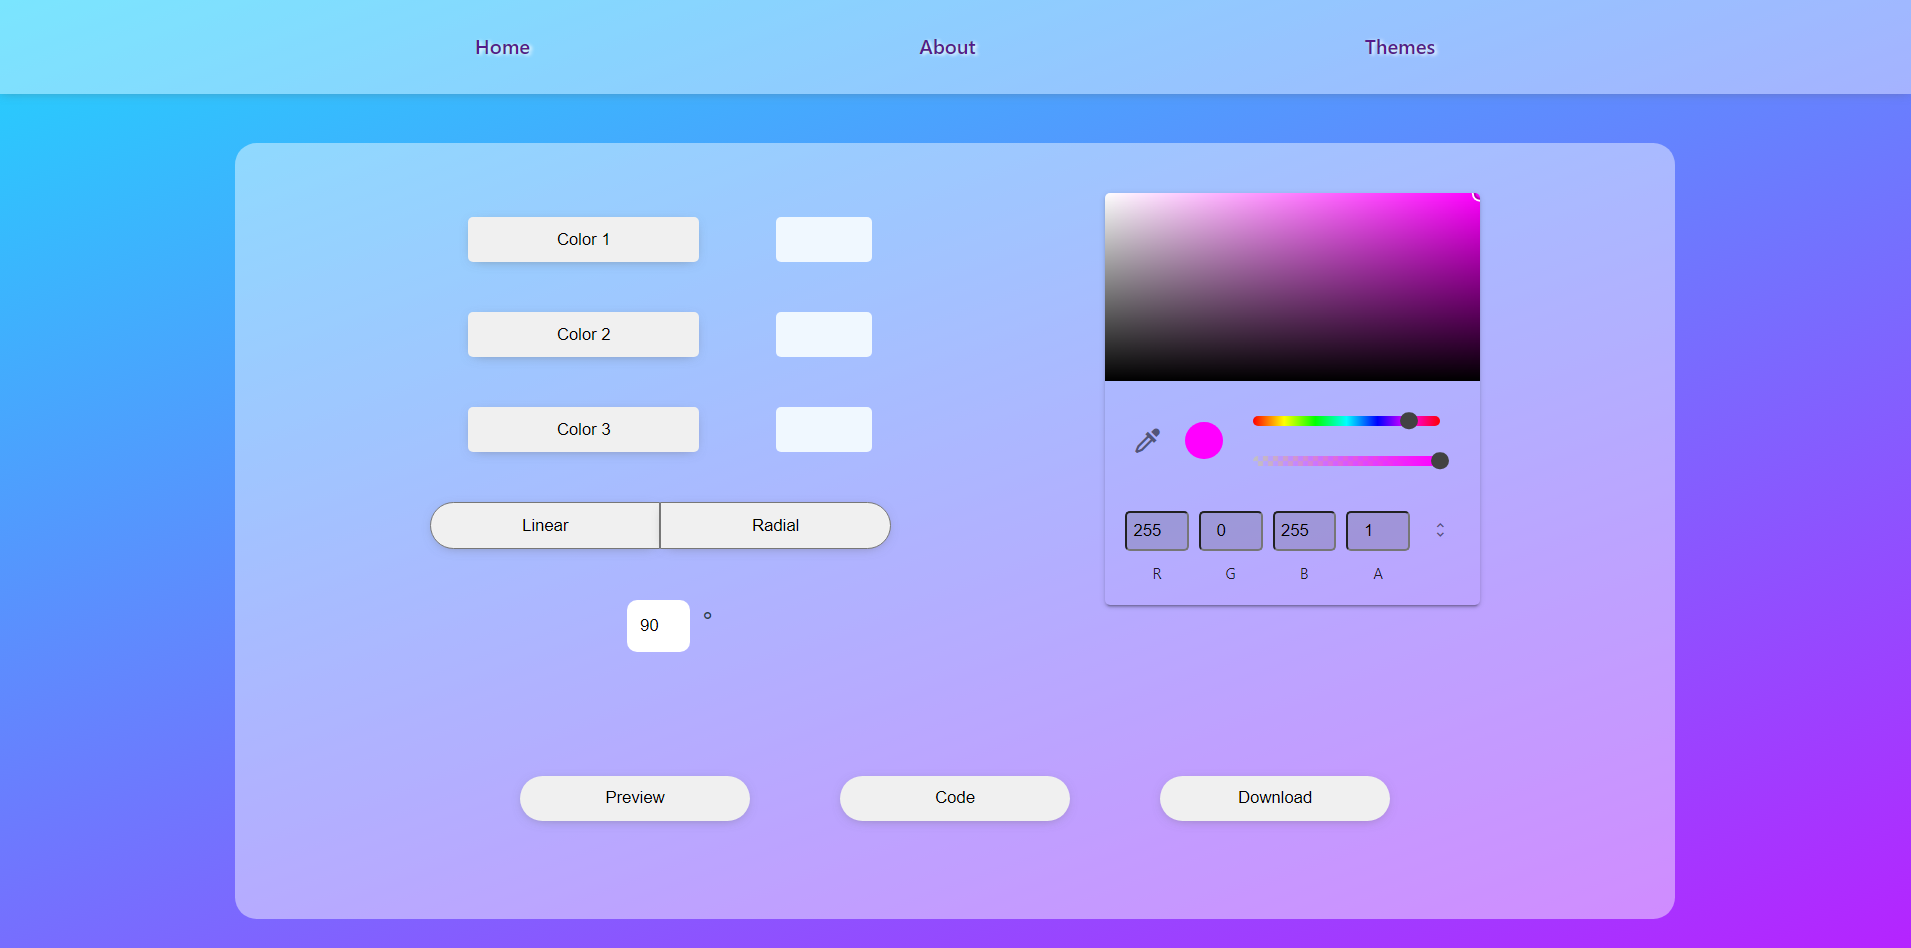 Home About Themes
Color 1
Color 2
Color 3
Linear Radial
90 °
255 0 255 1
R G B A
Preview Code Download